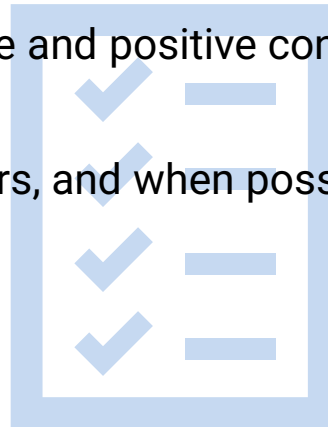 e and positive con
rs, and when poss